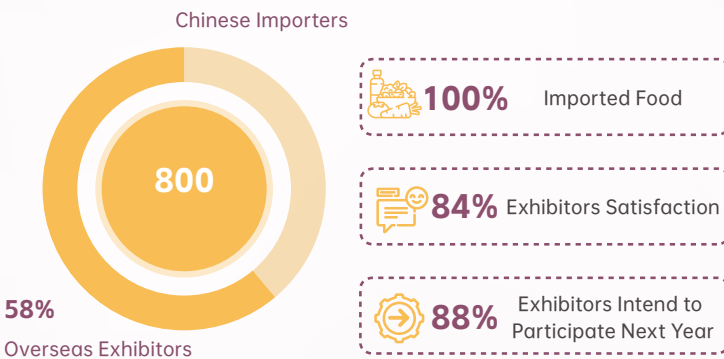 Chinese Importers
800
58%
Overseas Exhibitors
100% Imported Food
84% Exhibitors Satisfaction
88% Exhibitors Intend to
Participate Next Year